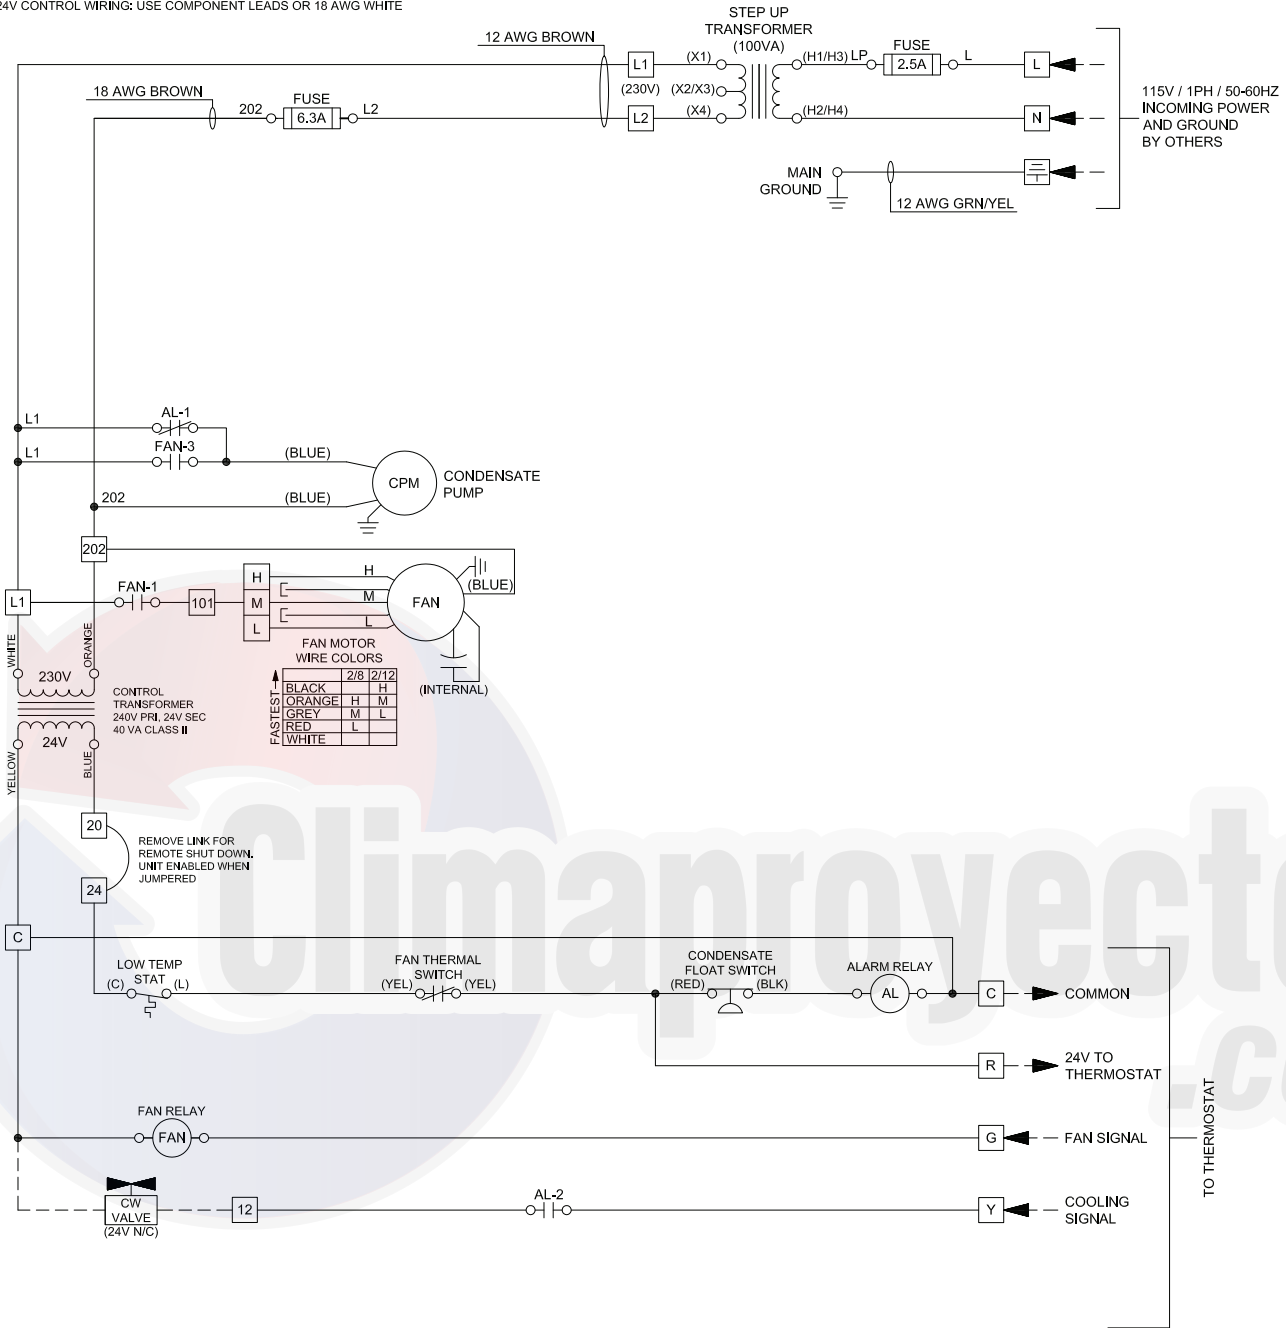 24V CONTROL WIRING: USE COMPONENT LEADS OR 18 AWG WHITE
STEP UP
TRANSFORMER
(100VA)
12 AWG BROWN
L1
(X1)
(H1/H3) LP
FUSE
2.5A
L
L
(230V)
(X2/X3)
18 AWG BROWN
202
FUSE
6.3A
L2
L2
(X4)
(H2/H4)
N
115V / 1PH / 50-60HZ
INCOMING POWER
AND GROUND
BY OTHERS
MAIN
GROUND
12 AWG GRN/YEL
L1
AL-1
L1
FAN-3
(BLUE)
CPM
CONDENSATE
PUMP
202
(BLUE)
202
L1
FAN-1
101
H
M
L
H
M
L
FAN
(BLUE)
(INTERNAL)
FAN MOTOR
WIRE COLORS
2/8 2/12
BLACK H
ORANGE H M
GREY M L
RED L
WHITE
FASTEST
WHITE
ORANGE
230V
24V
CONTROL
TRANSFORMER
240V PRI, 24V SEC
40 VA CLASS II
YELLOW
BLUE
20
REMOVE LINK FOR
REMOTE SHUT DOWN.
UNIT ENABLED WHEN
JUMPERED
24
C
LOW TEMP
STAT
(C)
(L)
FAN THERMAL
SWITCH
(YEL)
(YEL)
CONDENSATE
FLOAT SWITCH
(RED)
(BLK)
ALARM RELAY
AL
C
COMMON
R
24V TO
THERMOSTAT
FAN RELAY
FAN
G
FAN SIGNAL
CW
VALVE
(24V N/C)
12
AL-2
Y
COOLING
SIGNAL
TO THERMOSTAT
Climaproyecto
.co